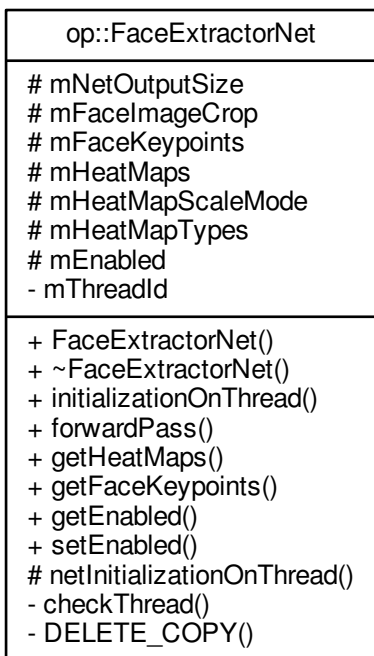 op::FaceExtractorNet
# mNetOutputSize
# mFaceImageCrop
# mFaceKeypoints
# mHeatMaps
# mHeatMapScaleMode
# mHeatMapTypes
# mEnabled
- mThreadId
+ FaceExtractorNet()
+ ~FaceExtractorNet()
+ initializationOnThread()
+ forwardPass()
+ getHeatMaps()
+ getFaceKeypoints()
+ getEnabled()
+ setEnabled()
# netInitializationOnThread()
- checkThread()
- DELETE_COPY()